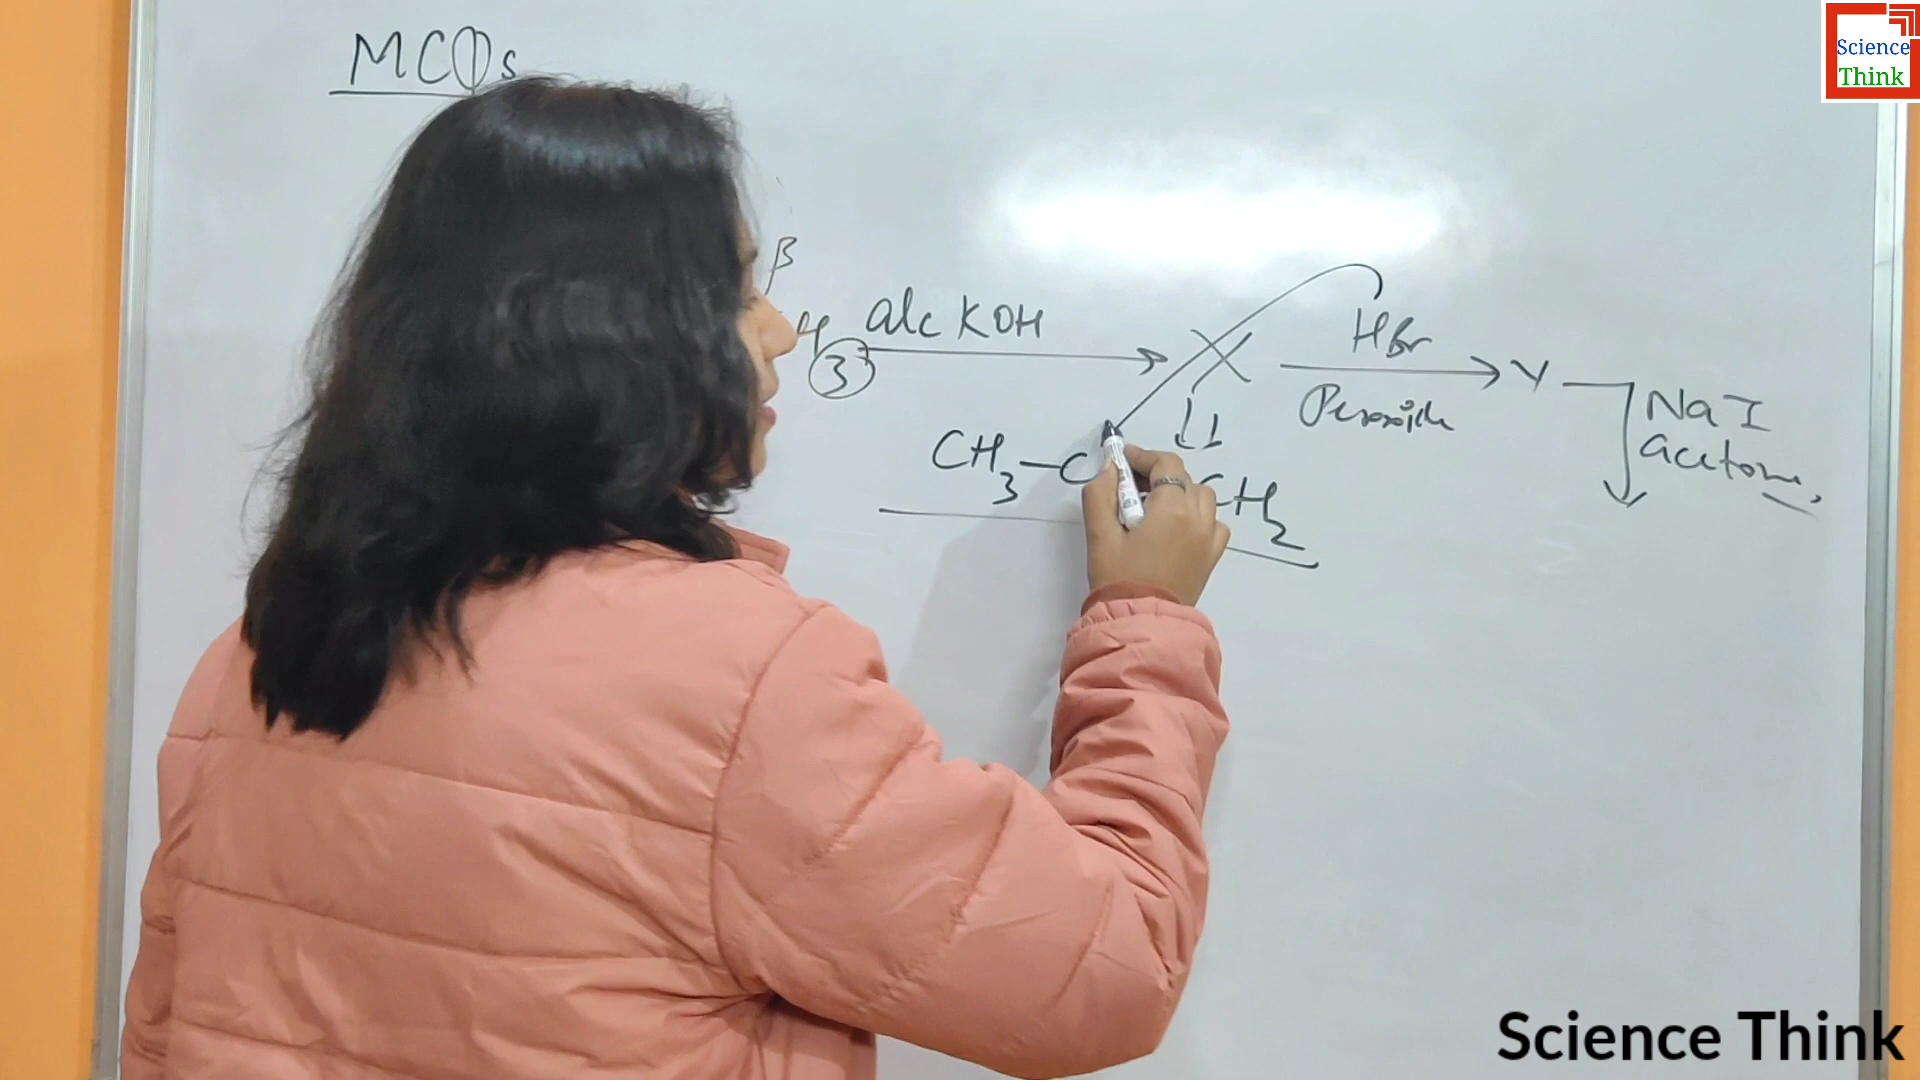 MCQs
Science
Think
β
alc KOH
3
X
HBr
Peroxide
Y
NaI
acetone,
CH3-C
CH2
Science Think